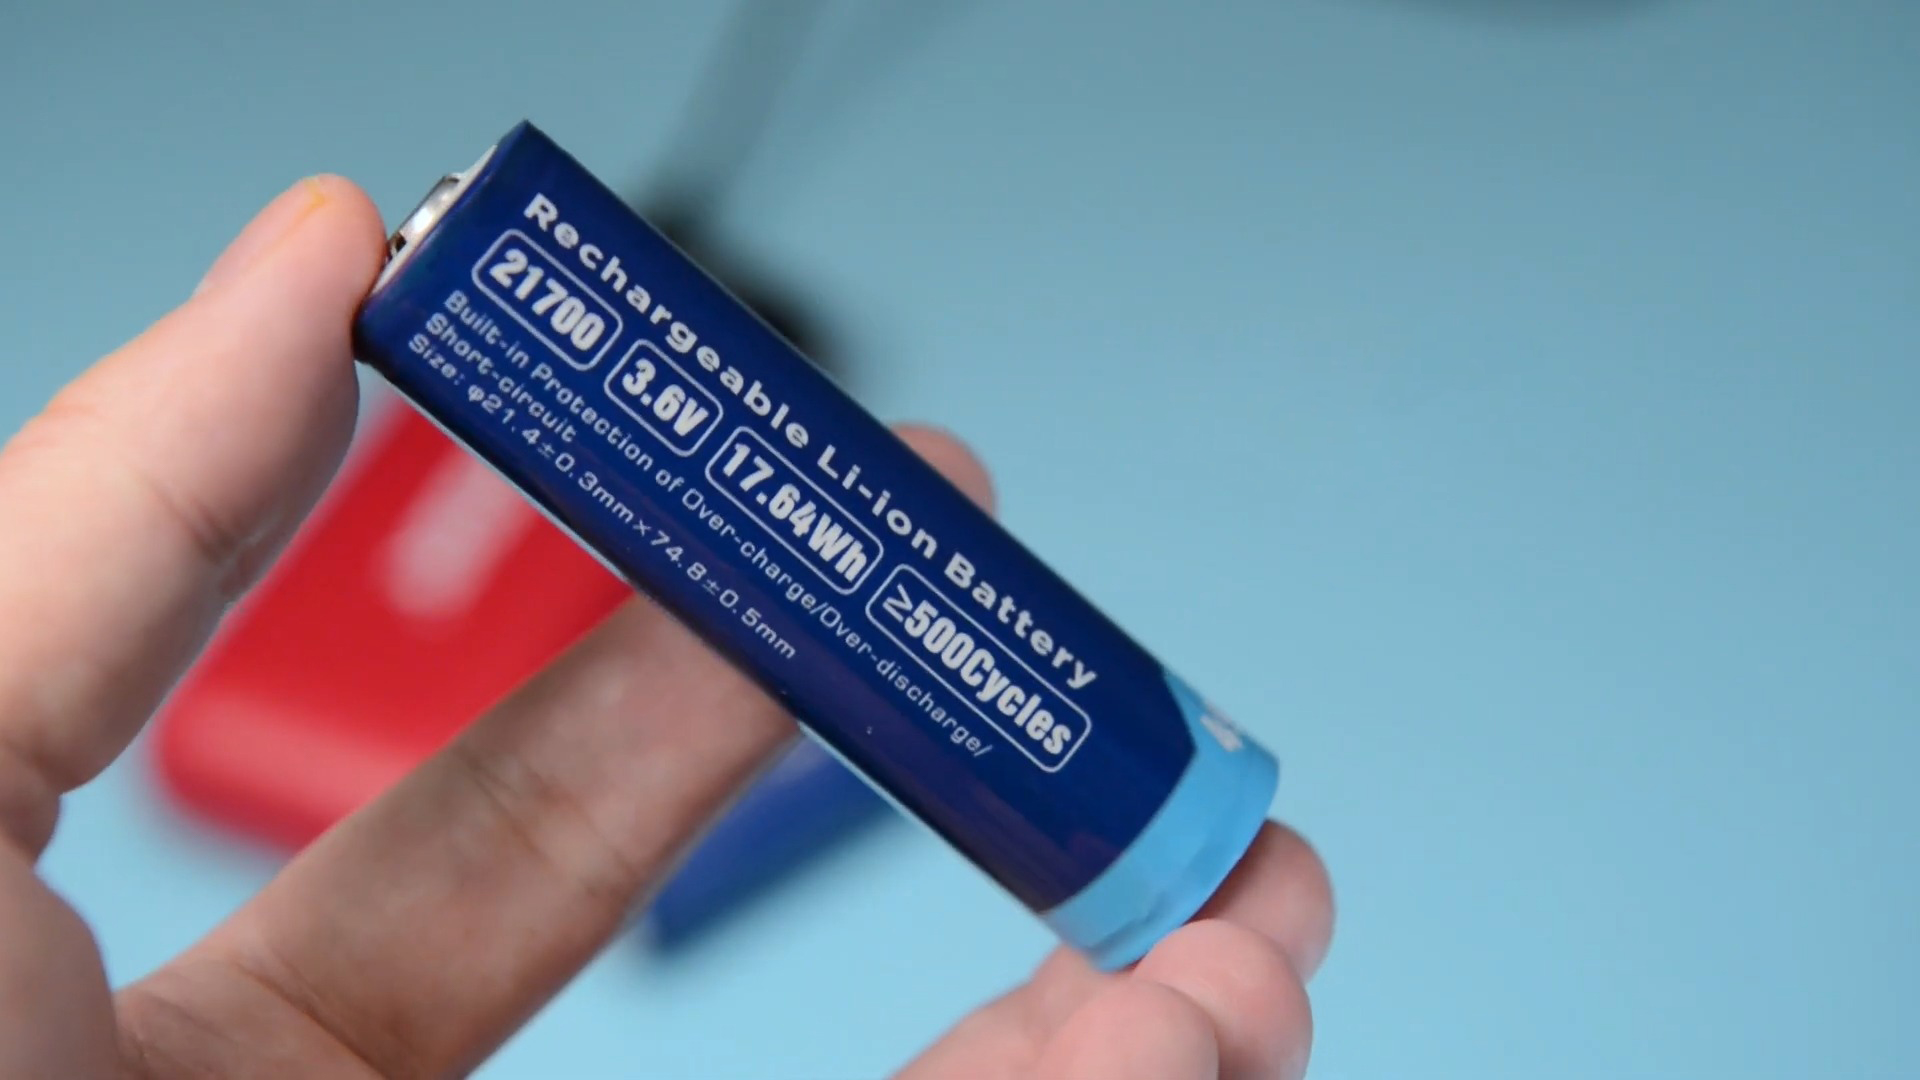 Rechargeable Li-ion Battery
21700 3.6V 17.64Wh ≥500Cycles
Built-in Protection of Over-charge/Over-discharge/
Short-circuit
Size: φ21.4±0.3mm×74.8±0.5mm